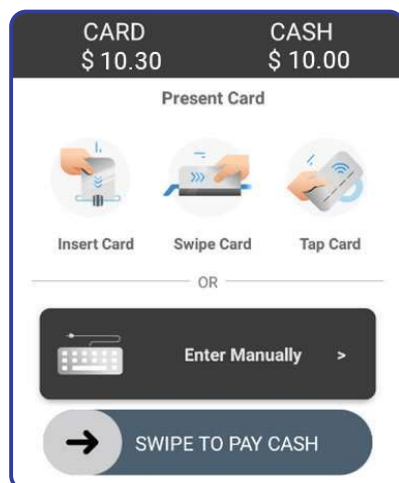 CARD CASH
$ 10.30 $ 10.00
Present Card
Insert Card Swipe Card Tap Card
OR
Enter Manually >
SWIPE TO PAY CASH